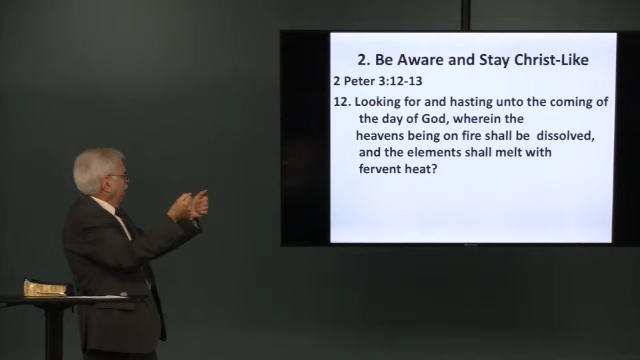 2. Be Aware and Stay Christ-Like
2 Peter 3:12-13
12. Looking for and hasting unto the coming of
the day of God, wherein the
heavens being on fire shall be dissolved,
and the elements shall melt with
fervent heat?